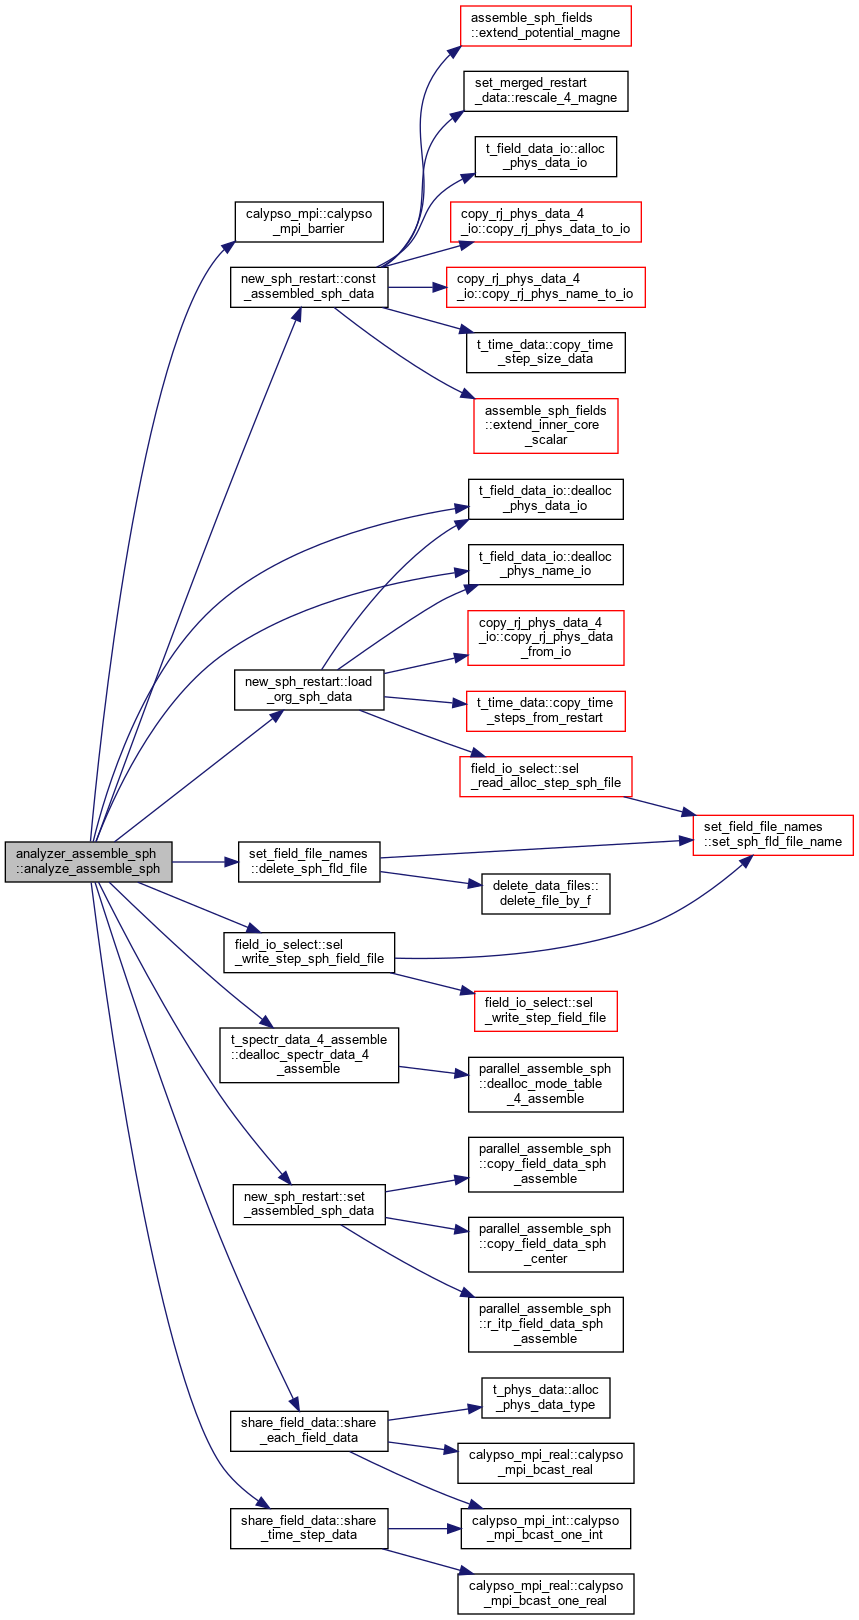 assemble_sph_fields
::extend_potential_magne
set_merged_restart
_data::rescale_4_magne
t_field_data_io::alloc
_phys_data_io
calypso_mpi::calypso
_mpi_barrier
copy_rj_phys_data_4
_io::copy_rj_phys_data_to_io
new_sph_restart::const
_assembled_sph_data
copy_rj_phys_data_4
_io::copy_rj_phys_name_to_io
t_time_data::copy_time
_step_size_data
assemble_sph_fields
::extend_inner_core
_scalar
t_field_data_io::dealloc
_phys_data_io
t_field_data_io::dealloc
_phys_name_io
copy_rj_phys_data_4
_io::copy_rj_phys_data
_from_io
new_sph_restart::load
_org_sph_data
t_time_data::copy_time
_steps_from_restart
field_io_select::sel
_read_alloc_step_sph_file
set_field_file_names
::set_sph_fld_file_name
analyzer_assemble_sph
::analyze_assemble_sph
set_field_file_names
::delete_sph_fld_file
delete_data_files::
delete_file_by_f
field_io_select::sel
_write_step_sph_field_file
field_io_select::sel
_write_step_field_file
t_spectr_data_4_assemble
::dealloc_spectr_data_4
_assemble
parallel_assemble_sph
::dealloc_mode_table
_4_assemble
parallel_assemble_sph
::copy_field_data_sph
_assemble
new_sph_restart::set
_assembled_sph_data
parallel_assemble_sph
::copy_field_data_sph
_center
parallel_assemble_sph
::r_itp_field_data_sph
_assemble
t_phys_data::alloc
_phys_data_type
share_field_data::share
_each_field_data
calypso_mpi_real::calypso
_mpi_bcast_real
share_field_data::share
_time_step_data
calypso_mpi_int::calypso
_mpi_bcast_one_int
calypso_mpi_real::calypso
_mpi_bcast_one_real